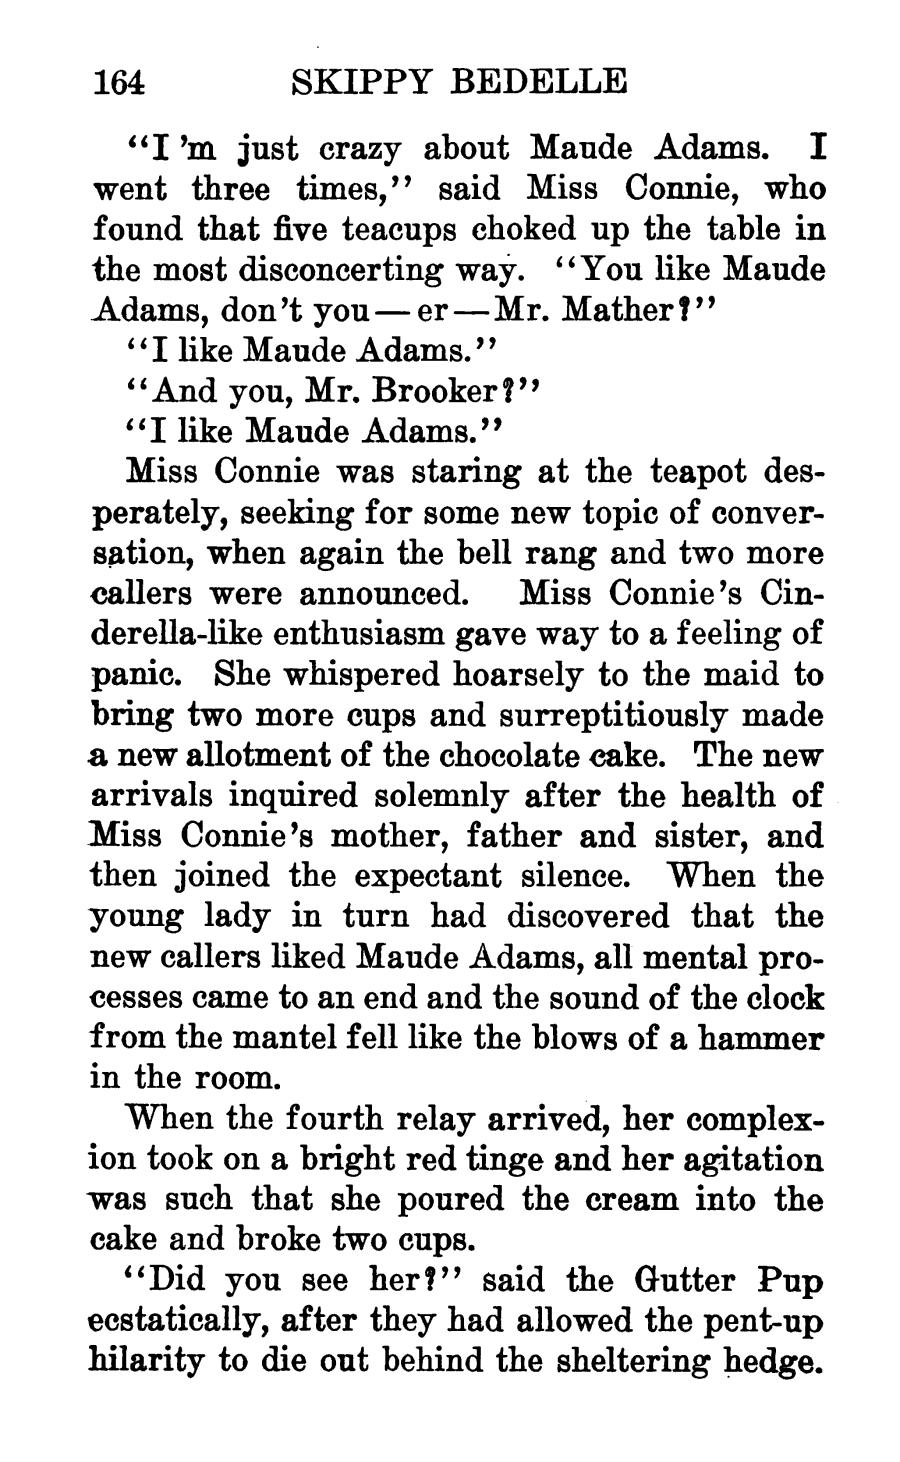 164 SKIPPY BEDELLE
“I ’m just crazy about Maude Adams. I
went three times,” said Miss Connie, who
found that five teacups choked up the table in
the most disconcerting way. “You like Maude
Adams, don’t you—er—Mr. Mather?”
“I like Maude Adams.”
“And you, Mr. Brooker?”
“I like Maude Adams.”
Miss Connie was staring at the teapot des-
perately, seeking for some new topic of conver-
sation, when again the bell rang and two more
callers were announced. Miss Connie’s Cin-
derella-like enthusiasm gave way to a feeling of
panic. She whispered hoarsely to the maid to
bring two more cups and surreptitiously made
a new allotment of the chocolate cake. The new
arrivals inquired solemnly after the health of
Miss Connie’s mother, father and sister, and
then joined the expectant silence. When the
young lady in turn had discovered that the
new callers liked Maude Adams, all mental pro-
cesses came to an end and the sound of the clock
from the mantel fell like the blows of a hammer
in the room.
When the fourth relay arrived, her complex-
ion took on a bright red tinge and her agitation
was such that she poured the cream into the
cake and broke two cups.
“Did you see her?” said the Gutter Pup
ecstatically, after they had allowed the pent-up
hilarity to die out behind the sheltering hedge.